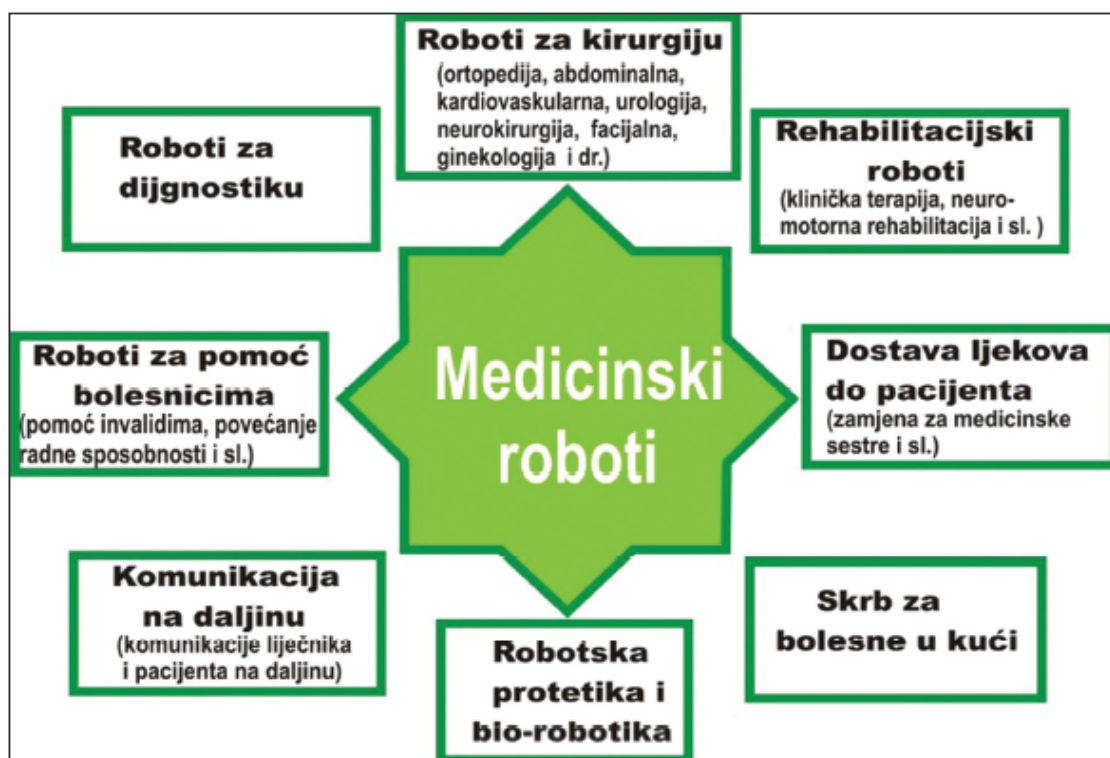 Roboti za kirurgiju
(ortopedija, abdominalna,
kardiovaskularna, urologija,
neurokirurgija, facijalna,
ginekologija i dr.)
Roboti za
dijgnostiku
Rehabilitacijski
roboti
(klinička terapija, neuro-
motorna rehabilitacija i sl. )
Roboti za pomoć
bolesnicima
(pomoć invalidima, povećanje
radne sposobnosti i sl.)
Medicinski
roboti
Dostava ljekova
do pacijenta
(zamjena za medicinske
sestre i sl.)
Komunikacija
na daljinu
(komunikacije liječnika
i pacijenta na daljinu)
Robotska
protetika i
bio-robotika
Skrb za
bolesne u kući